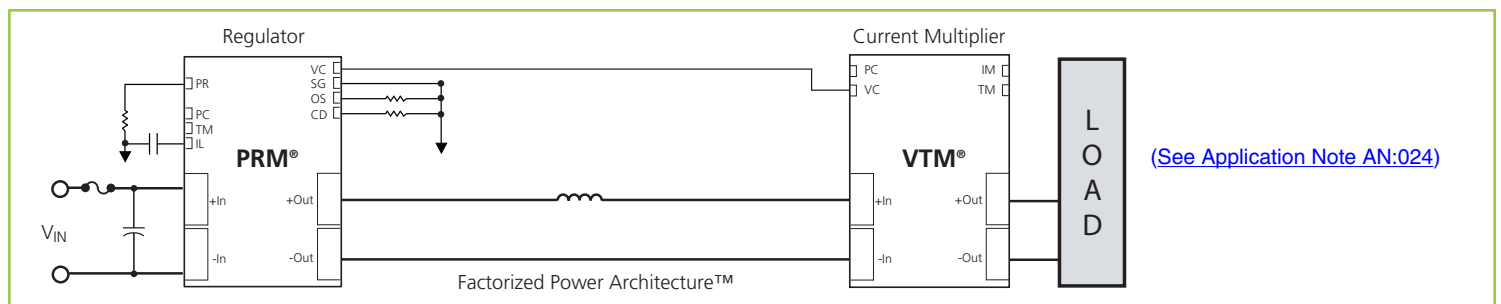 Regulator
Current Multiplier
PR
PC
TM
IL
VC
SG
OS
CD
PRM®
+In
-In
+Out
-Out
VIN
Factorized Power Architecture™
PC
VC
IM
TM
VTM®
+In
-In
+Out
-Out
LOAD
(See Application Note AN:024)